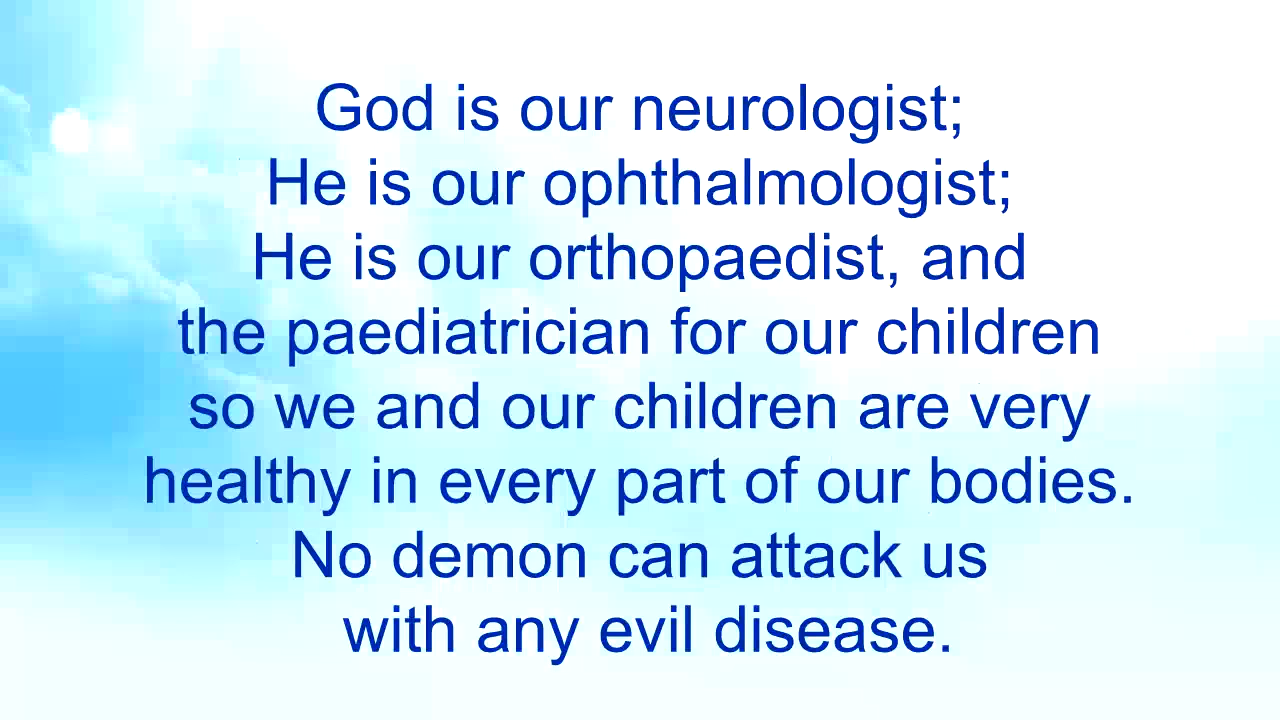 God is our neurologist;
He is our ophthalmologist;
He is our orthopaedist, and
the paediatrician for our children
so we and our children are very
healthy in every part of our bodies.
No demon can attack us
with any evil disease.